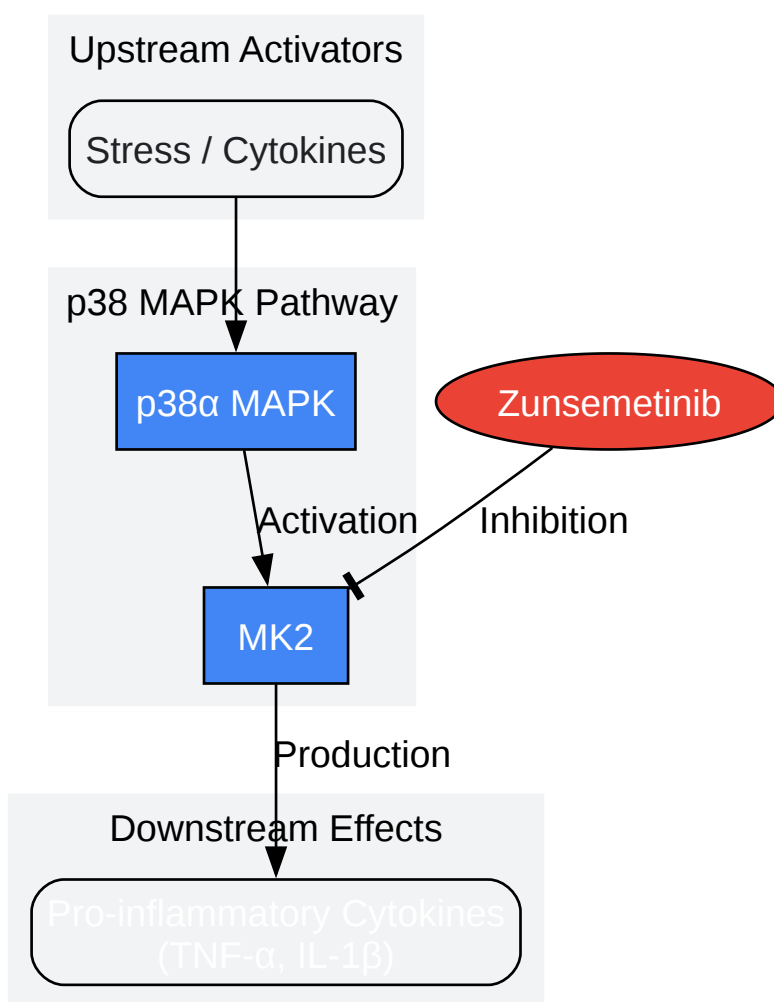 Upstream Activators
Stress / Cytokines
p38 MAPK Pathway
p38α MAPK
Zunsemetinib
Activation
Inhibition
MK2
Production
Downstream Effects
Pro-inflammatory Cytokines
(TNF-α, IL-1β)